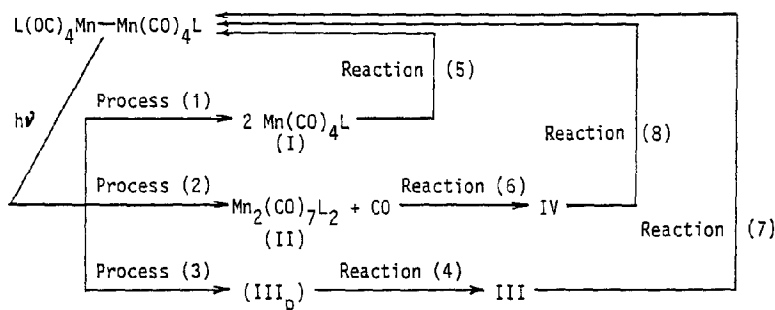 L(OC)₄Mn—Mn(CO)₄L
Reaction (5)
hν
Process (1)
2 Mn(CO)₄L
(I)
Reaction (8)
Process (2)
Mn₂(CO)₇L₂ + CO
(II)
Reaction (6)
IV
Reaction (7)
Process (3)
(IIIₚ)
Reaction (4)
III